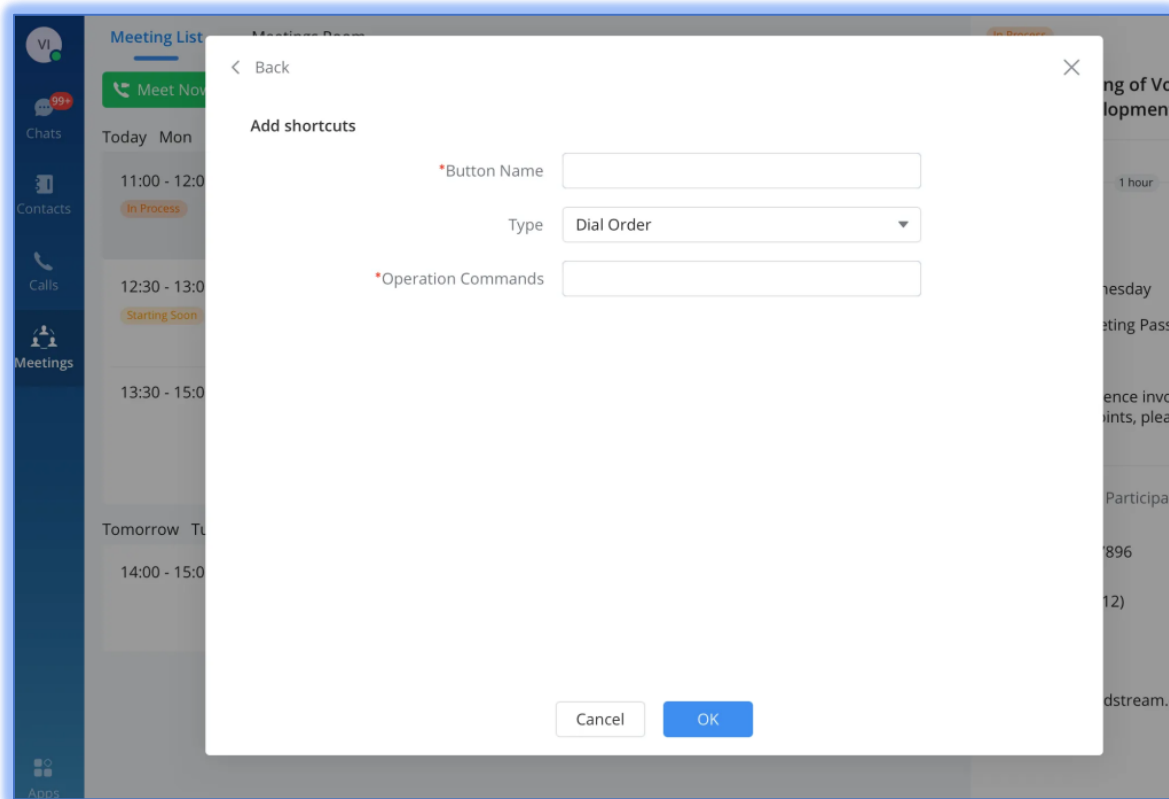 VI
99+
Chats
Contacts
Calls
Meetings
Apps
Meeting List
Meetings Room
Meet Now
Today Mon
11:00 - 12:0
In Process
12:30 - 13:0
Starting Soon
13:30 - 15:0
Tomorrow Tu
14:00 - 15:0
Back
Add shortcuts
*Button Name
Type Dial Order
*Operation Commands
Cancel OK
In Process
ng of Vo
lopmen
1 hour
nesday
eting Pass
ence invo
oints, plea
Participa
7896
12)
dstream.